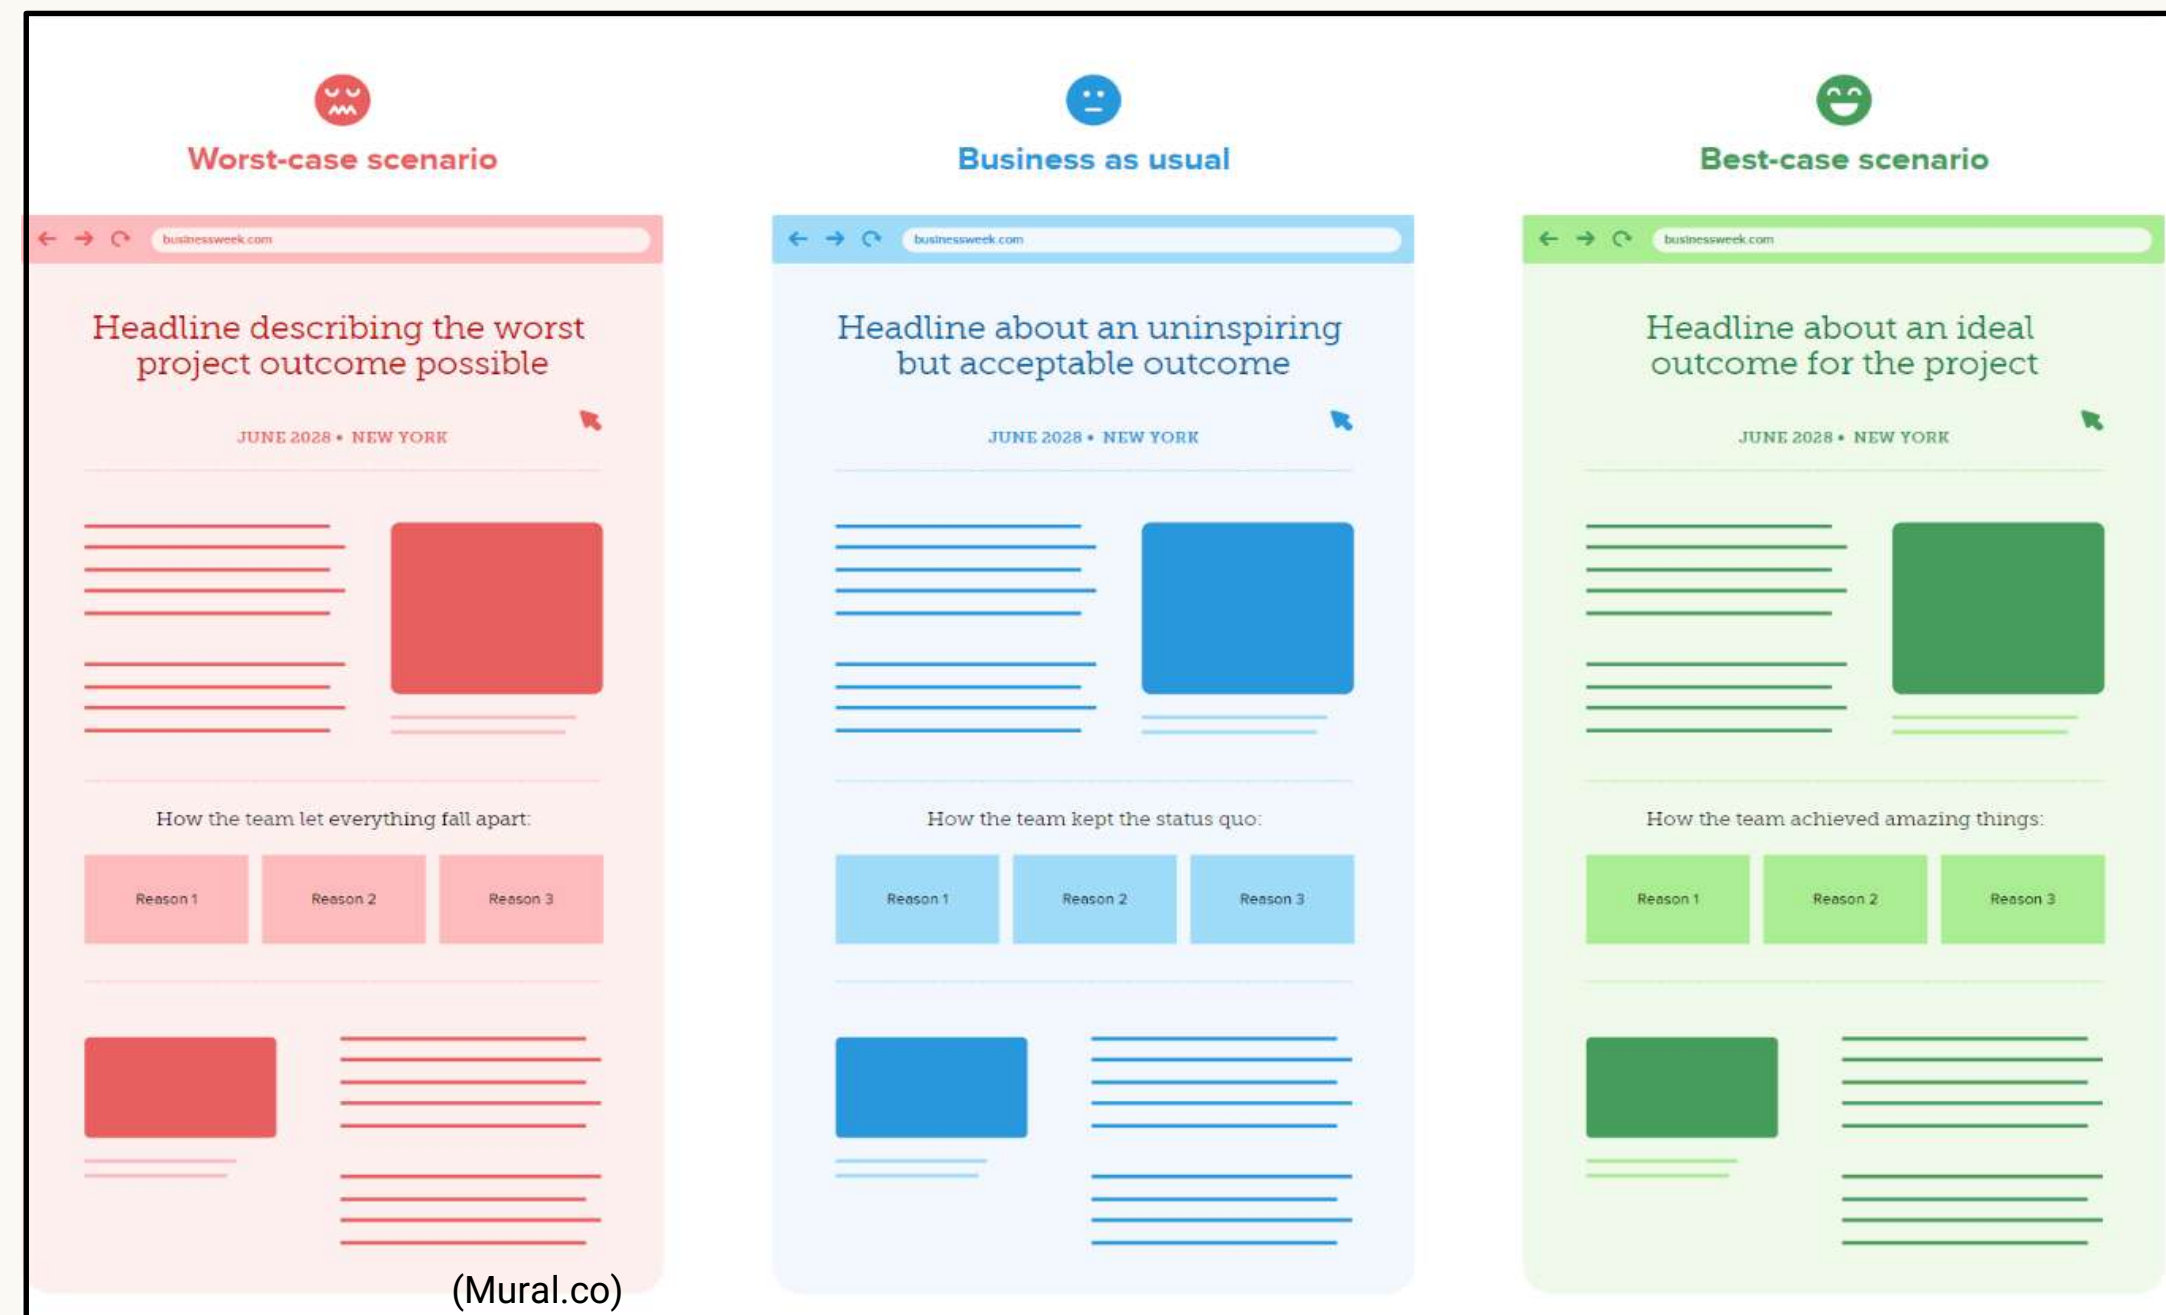 Worst-case scenario
businessweek.com
Headline describing the worst
project outcome possible
JUNE 2028 • NEW YORK
How the team let everything fall apart:
Reason 1
Reason 2
Reason 3
(Mural.co)
Business as usual
businessweek.com
Headline about an uninspiring
but acceptable outcome
JUNE 2028 • NEW YORK
How the team kept the status quo:
Reason 1
Reason 2
Reason 3
Best-case scenario
businessweek.com
Headline about an ideal
outcome for the project
JUNE 2028 • NEW YORK
How the team achieved amazing things:
Reason 1
Reason 2
Reason 3